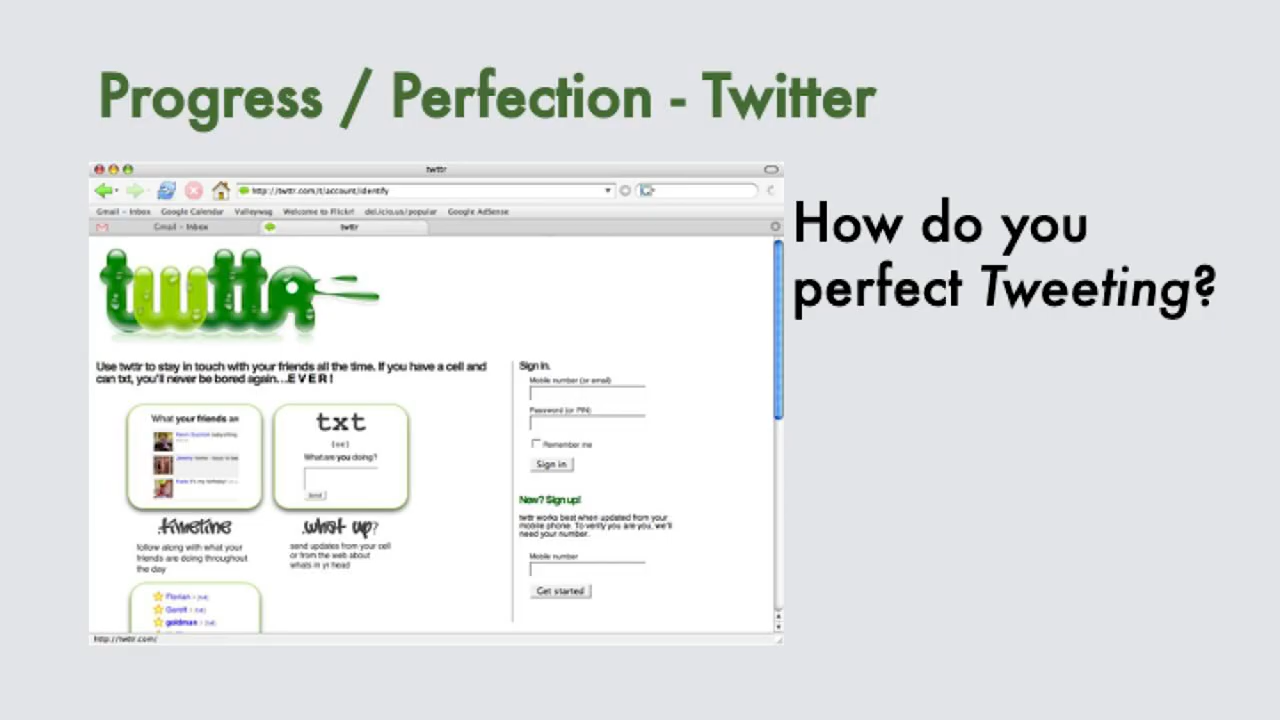 Progress / Perfection - Twitter
twttr
http://twttr.com/t/account/identify
Gmail - Inbox Google Calendar Valleywag Welcome to Flickr! del.icio.us/popular Google AdSense
Gmail - Inbox twttr
How do you
perfect Tweeting?
twttr
Use twttr to stay in touch with your friends all the time. If you have a cell and
can txt, you'll never be bored again...E V E R !
What your friends are
txt
What are you doing?
Send
.timeline
follow along with what your
friends are doing throughout
the day
.what up?
send updates from your cell
or from the web about
whats in yr head
Florian
Garett
goldman
Sign in.
Mobile number (or email)
Password (or PIN)
Remember me
Sign in
New? Sign up!
twttr works best when updated from your
mobile phone. To verify you are you, we'll
need your number.
Mobile number
Get started
http://twttr.com/